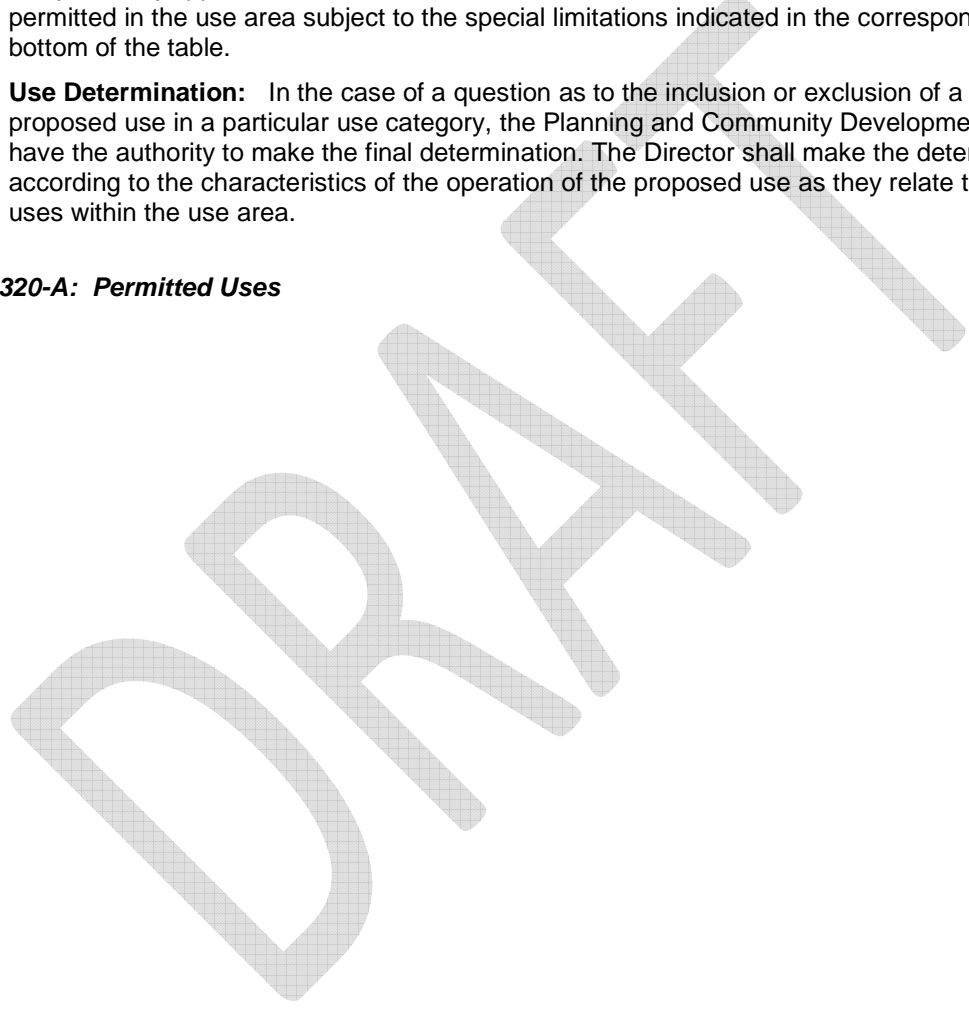 permitted in the use area subject to the special limitations indicated in the
bottom of the table.
Use Determination: In the case of a question as to the inclusion or exclusion of a
proposed use in a particular use category, the Planning and Community
have the authority to make the final determination. The Director shall make the
according to the characteristics of the operation of the proposed use as they relate
uses within the use area.
320-A: Permitted Uses
DRAFT